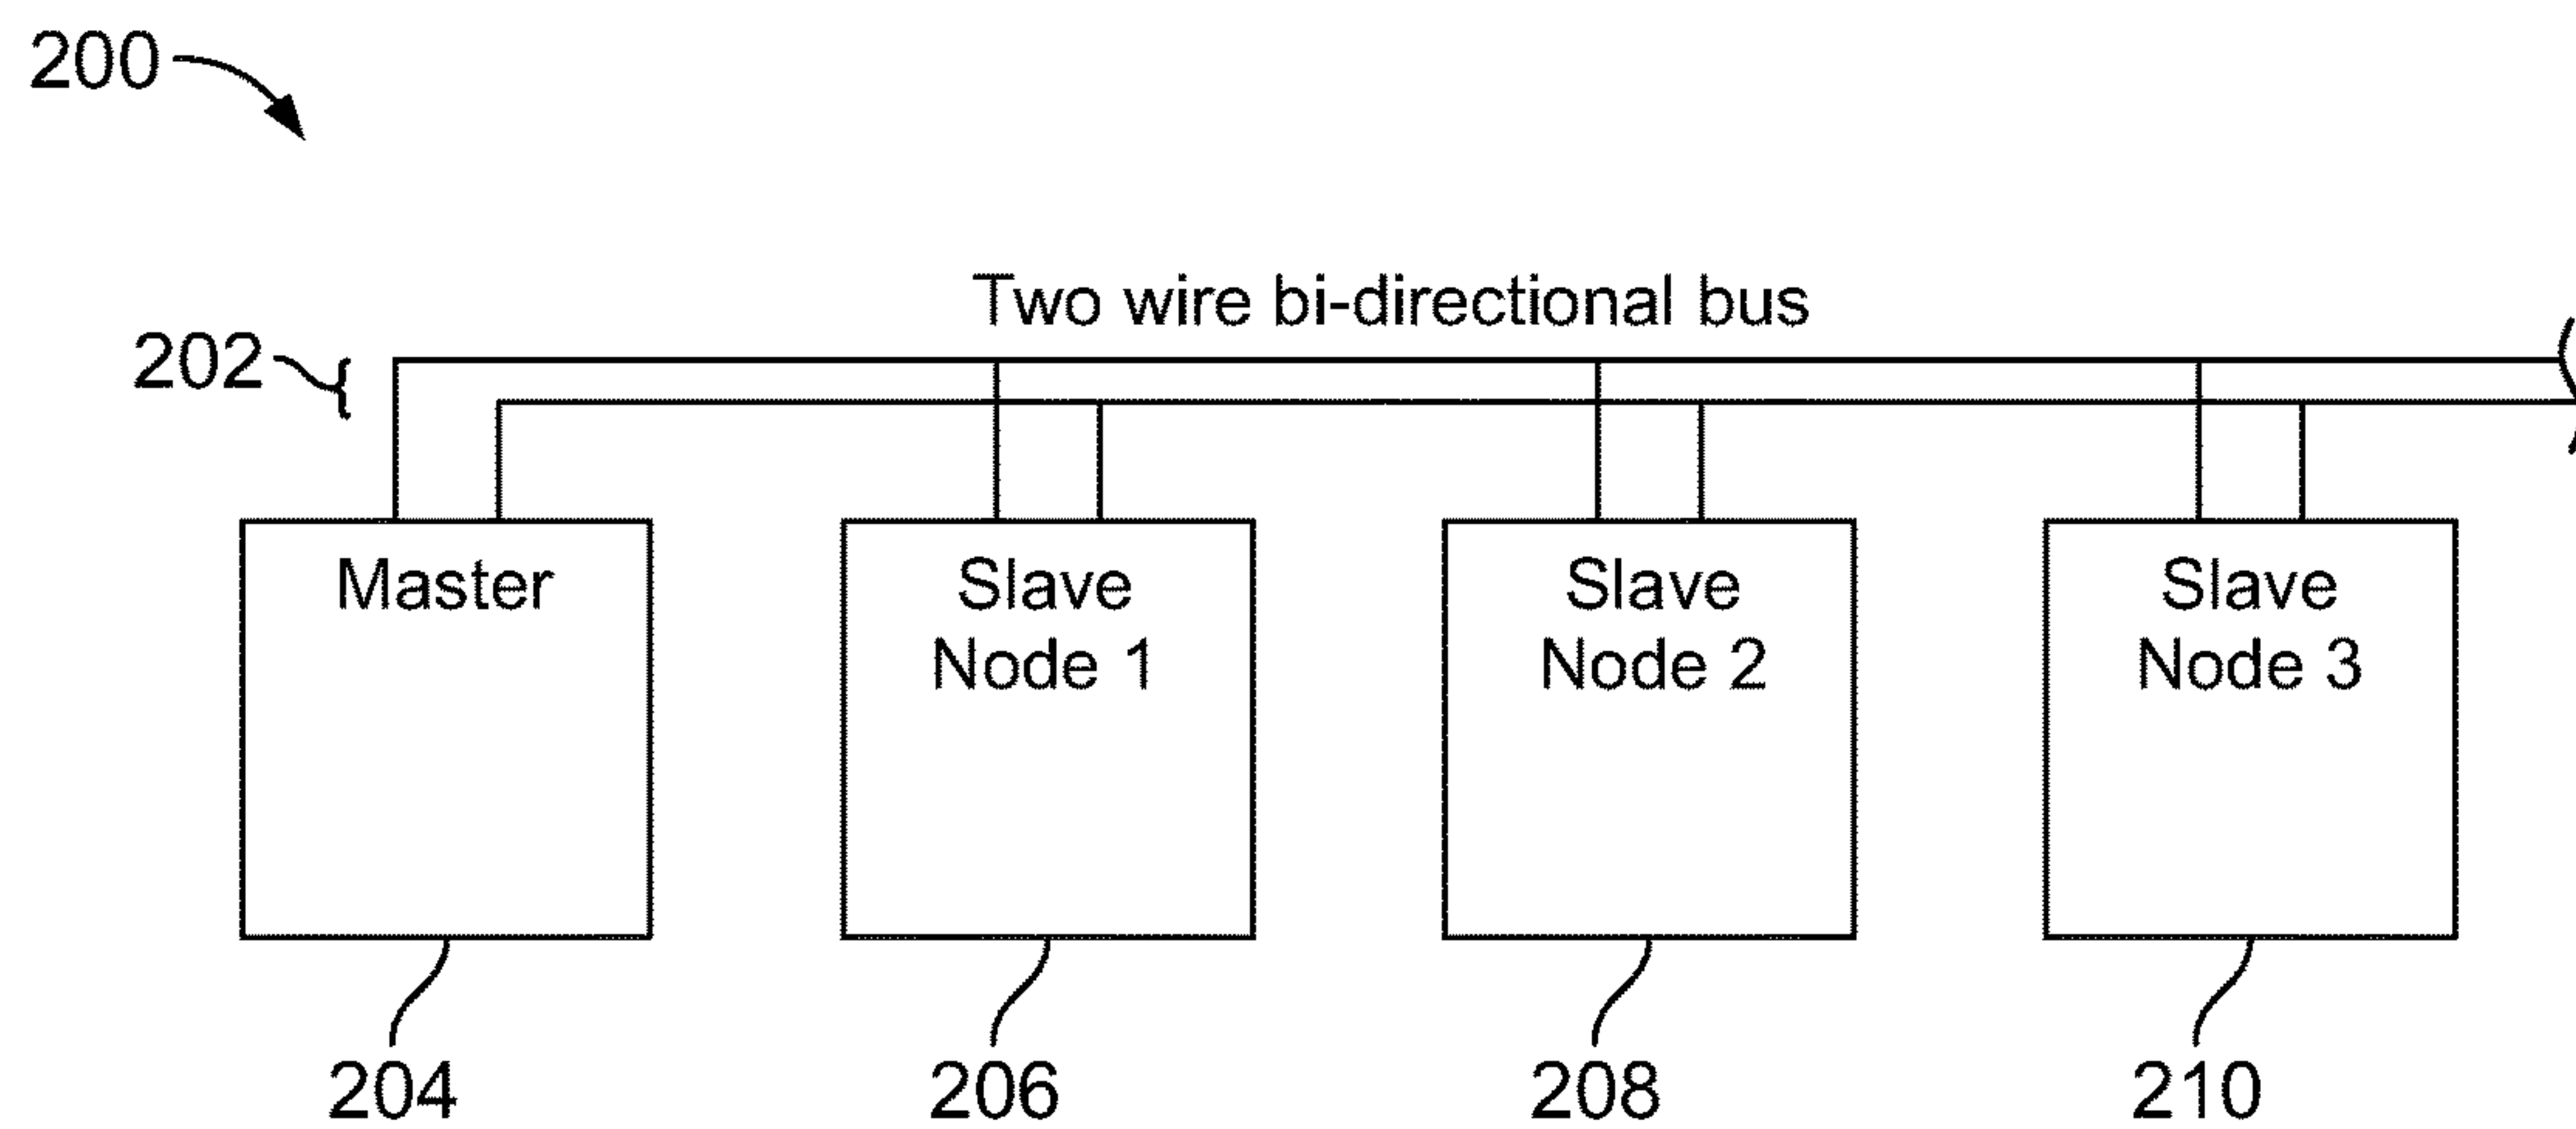 200
Two wire bi-directional bus
202
Master
Slave
Node 1
Slave
Node 2
Slave
Node 3
204
206
208
210